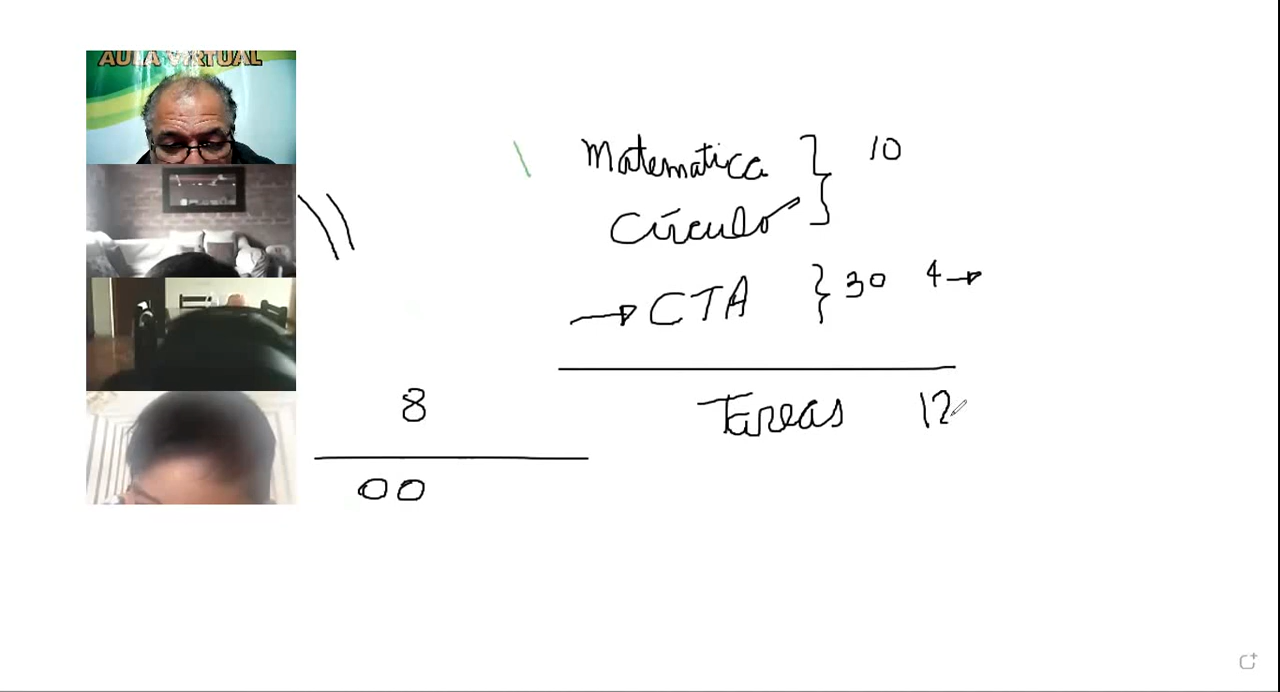 AULA VIRTUAL
Matematica } 10
Círculo
→ CTA } 30 4→
Tareas 12
8
00